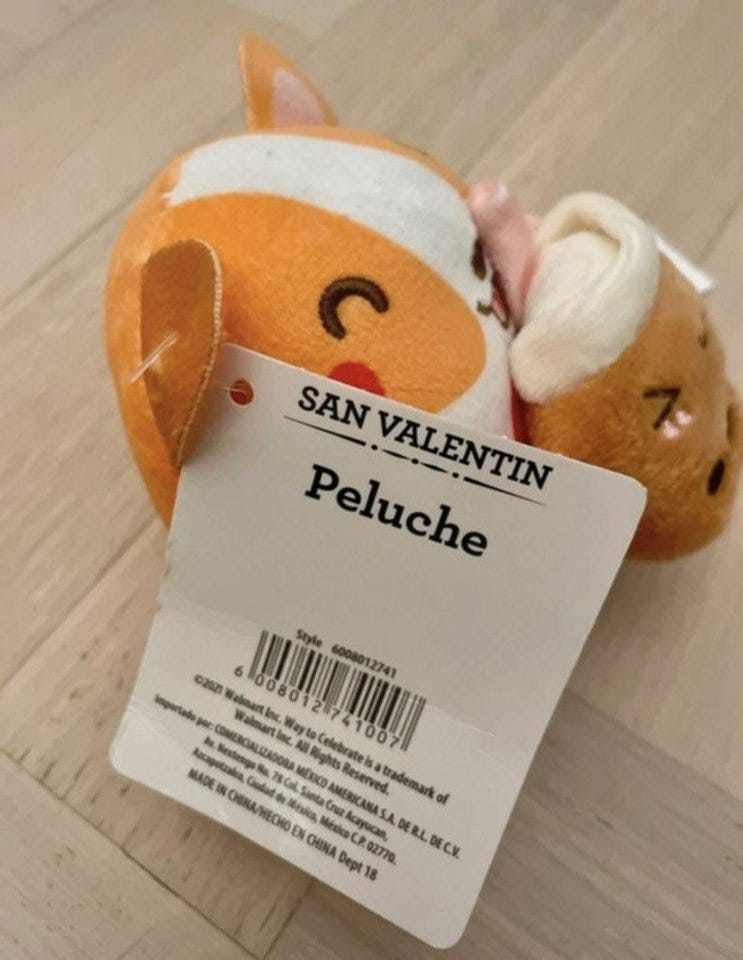 SAN VALENTIN
Peluche
Style 6008012741
6 008012 741007
©2021 Walmart Inc. Way to Celebrate is a trademark of
Walmart Inc. All Rights Reserved.
Importado por: COMERCIALIZADORA MÉXICO AMERICANA S.A. DE R.L. DE C.V.
Av. Nextengo No. 78 Col. Santa Cruz Acayucan,
Azcapotzalco, Ciudad de México, México C.P. 02770.
MADE IN CHINA/HECHO EN CHINA Dept 18